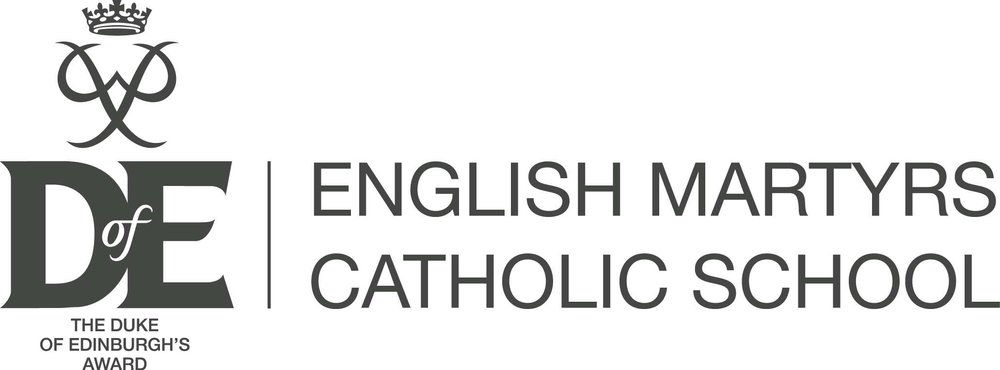 DofE
THE DUKE
OF EDINBURGH'S
AWARD
ENGLISH MARTYRS
CATHOLIC SCHOOL